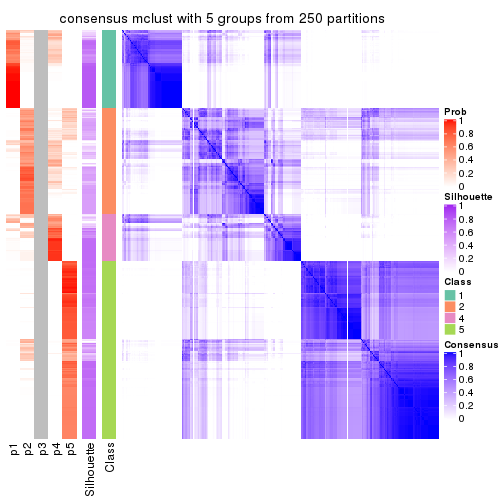 consensus mclust with 5 groups from 250 partitions
Prob
1
0.8
0.6
0.4
0.2
0
Silhouette
1
0.8
0.6
0.4
0.2
0
Class
1
2
4
5
Consensus
1
0.8
0.6
0.4
0.2
0
p1
p2
p3
p4
p5
Silhouette
Class